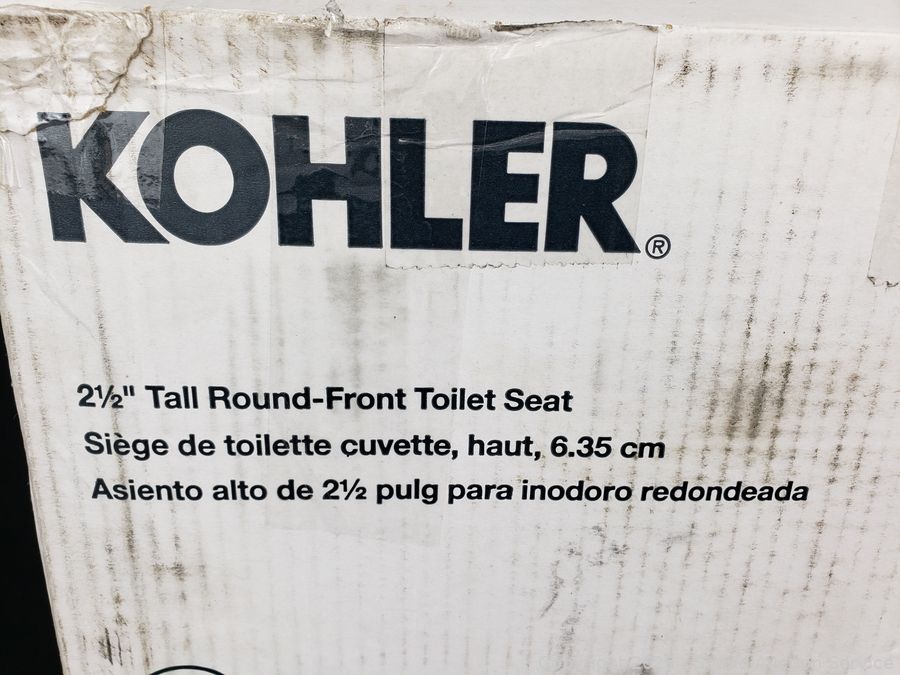 KOHLER®
2½" Tall Round-Front Toilet Seat
Siège de toilette cuvette, haut, 6.35 cm
Asiento alto de 2½ pulg para inodoro redondeada